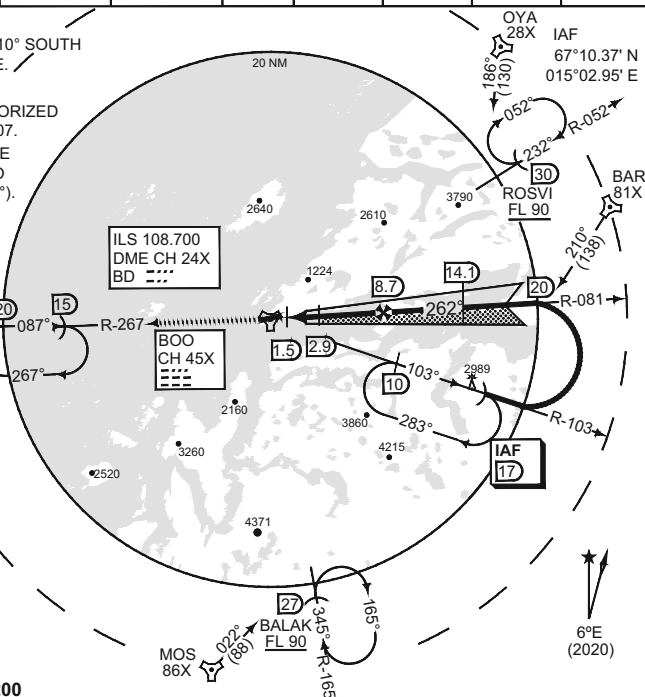 10° SOUTH
E.
ORIZED
07.
E
D
°).
20 NM
OYA
28X
IAF
67°10.37' N
015°02.95' E
186°
(130)
052°
R-052
232°
30
ROSVI
FL 90
BAR
81X
210°
(138)
3790
2640
2610
ILS 108.700
DME CH 24X
BD
1224
8.7
14.1
20
262°
R-081
20
15
087°
R-267
267°
BOO
CH 45X
1.5
2.9
103°
2989
10
283°
R-103
IAF
17
2160
3860
3260
4215
2520
4371
27
BALAK
FL 90
345°
165°
R-165
MOS
86X
022°
(88)
6°E
(2020)
00